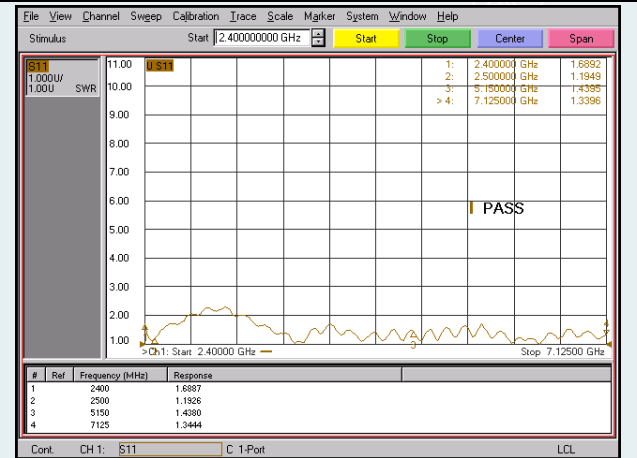 File View Channel Sweep Calibration Trace Scale Marker System Window Help
Stimulus Start 2.400000000 GHz Start Stop Center Span
S11
1.000U/
1.00U SWR
11.00 U S11
10.00
9.00
8.00
7.00
6.00
5.00
4.00
3.00
2.00
1.00
1: 2.400000 GHz 1.6892
2: 2.500000 GHz 1.1949
3: 5.150000 GHz 1.4395
> 4: 7.125000 GHz 1.3396
PASS
>Ch1: Start 2.40000 GHz
Stop 7.12500 GHz
# Ref Frequency (MHz) Response
1 2400 1.6887
2 2500 1.1926
3 5150 1.4380
4 7125 1.3444
Cont. CH 1: S11 C 1-Port LCL